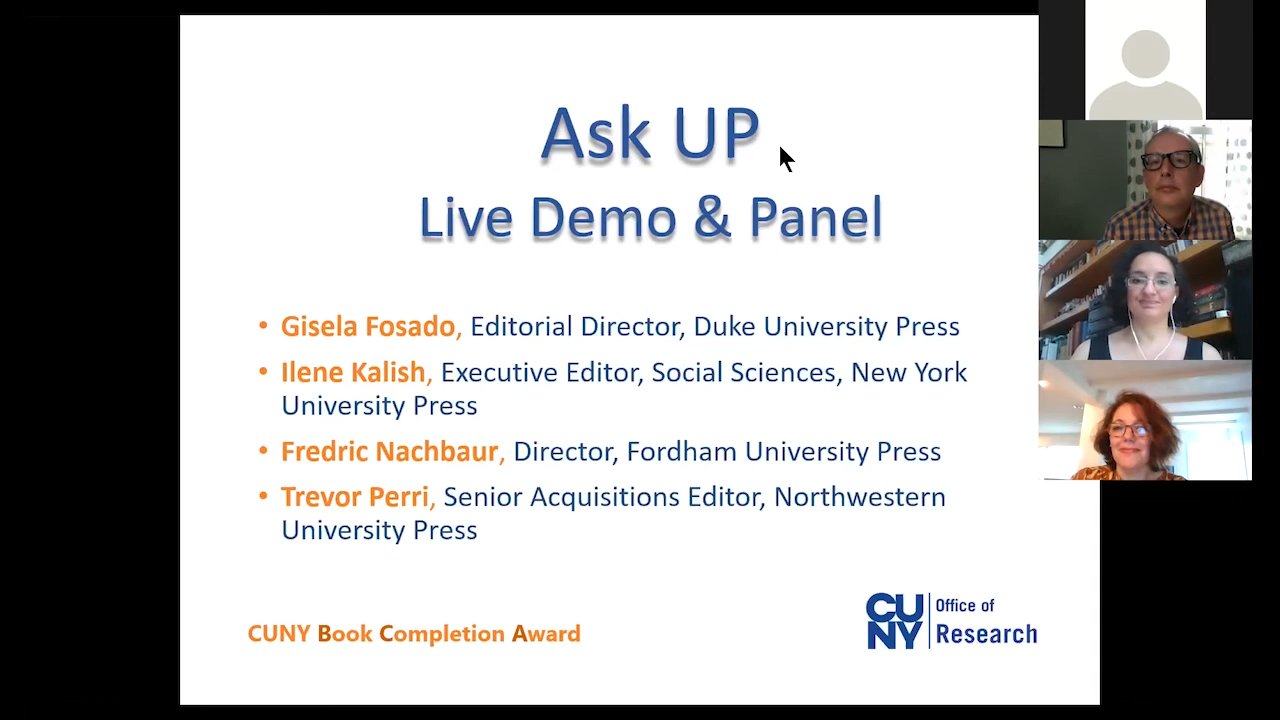 Ask UP
Live Demo & Panel
• Gisela Fosado, Editorial Director, Duke University Press
• Ilene Kalish, Executive Editor, Social Sciences, New York
University Press
• Fredric Nachbaur, Director, Fordham University Press
• Trevor Perri, Senior Acquisitions Editor, Northwestern
University Press
CUNY Book Completion Award
CU
NY
Office of
Research